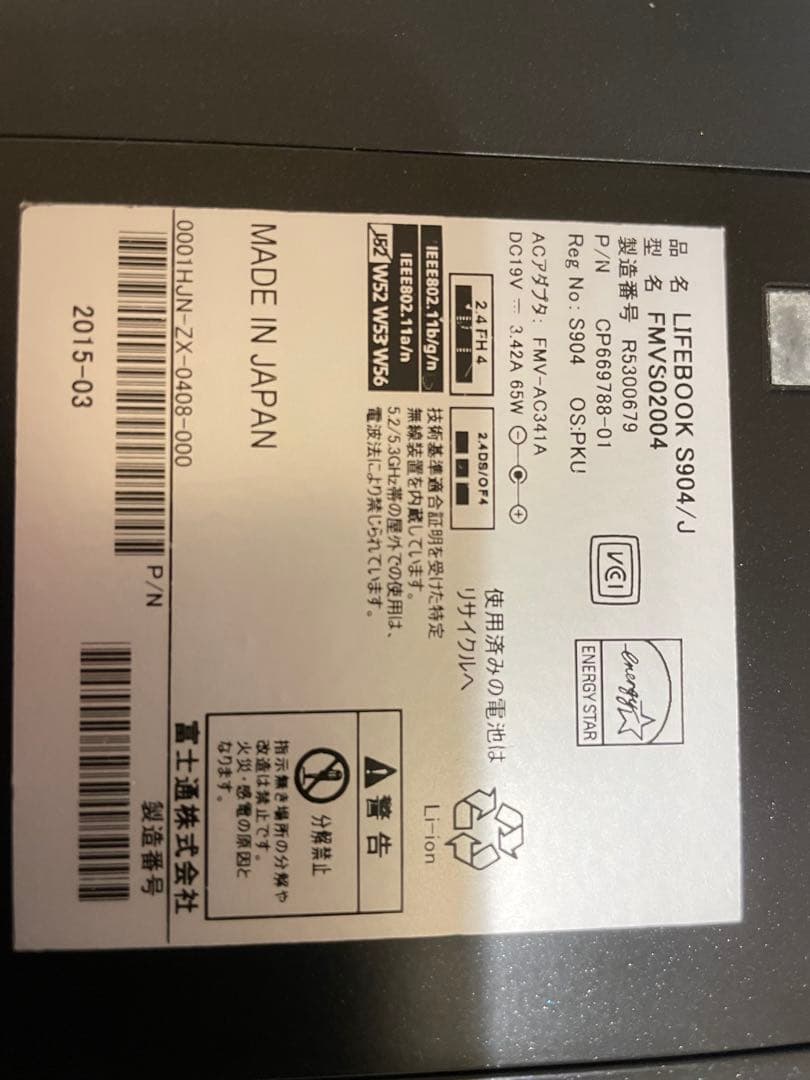 品 名 LIFEBOOK S904/J
型 名 FMVS02004
製造番号 R5300679
P/N CP669788-01
Reg No: S904 OS:PKU
ACアダプタ: FMV-AC341A
DC19V ⎓ 3.42A 65W
VCI
energy
ENERGY STAR
2.4FH4
2.4DS/OF4
IEEE802.11b/g/n
IEEE802.11a/n
J52 W52 W53 W56
技術基準適合証明を受けた特定
無線装置を内蔵しています。
5.2/5.3GHz帯の屋外での使用は、
電波法により禁じられています。
使用済みの電池は
リサイクルへ
Li-ion
MADE IN JAPAN
警告
分解禁止
指示無き場所の分解や
改造は禁止です。
火災・感電の原因と
なります。
富士通株式会社
0001HJN-ZX-0408-000
P/N
製造番号
2015-03